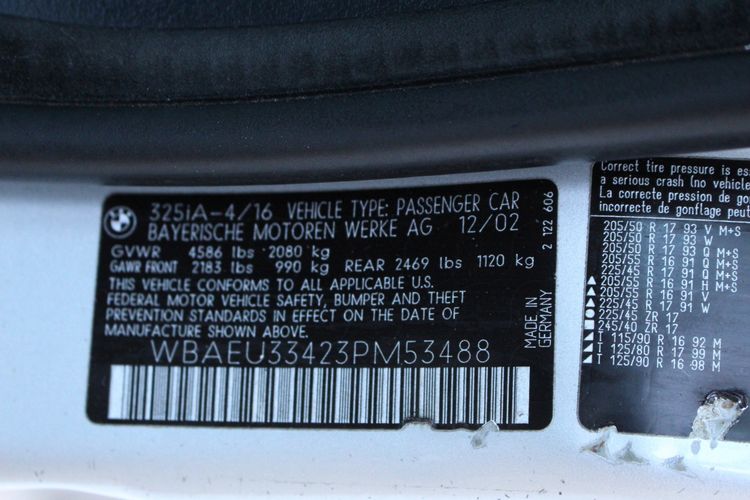 325iA-4/16 VEHICLE TYPE: PASSENGER CAR
BAYERISCHE MOTOREN WERKE AG 12/02
GVWR 4586 lbs 2080 kg
GAWR FRONT 2183 lbs 990 kg REAR 2469 lbs 1120 kg
THIS VEHICLE CONFORMS TO ALL APPLICABLE U.S.
FEDERAL MOTOR VEHICLE SAFETY, BUMPER AND THEFT
PREVENTION STANDARDS IN EFFECT ON THE DATE OF
MANUFACTURE SHOWN ABOVE.
WBAEU33423PM53488
2 122 606
MADE IN
GERMANY
Correct tire pressure is
a serious crash (no vehicle
La correcte pression de
incorrecte de gonflage peut
205/50 R 17 93 V M+S
205/50 R 17 93 W
205/50 R 17 93 Q M+S
205/55 R 16 91 Q M+S
225/45 R 17 91 Q M+S
205/55 R 16 91 H M+S
205/55 R 16 91 V
225/45 R 17 91 W
225/45 ZR 17
245/40 ZR 17
T 115/90 R 16 92 M
T 125/80 R 17 99 M
T 125/90 R 16 98 M